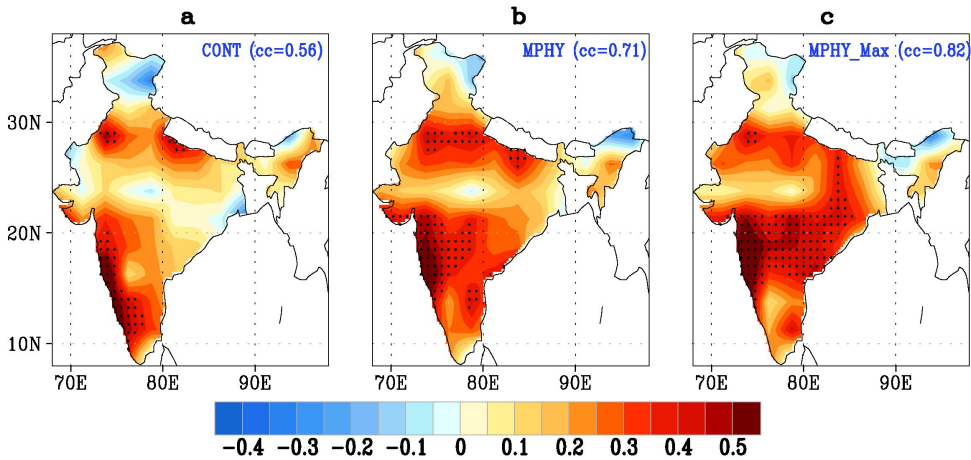 a b c
CONT (cc=0.56) MPHY (cc=0.71) MPHY_Max (cc=0.82)
30N
20N
10N
70E 80E 90E 70E 80E 90E 70E 80E 90E
-0.4 -0.3 -0.2 -0.1 0 0.1 0.2 0.3 0.4 0.5